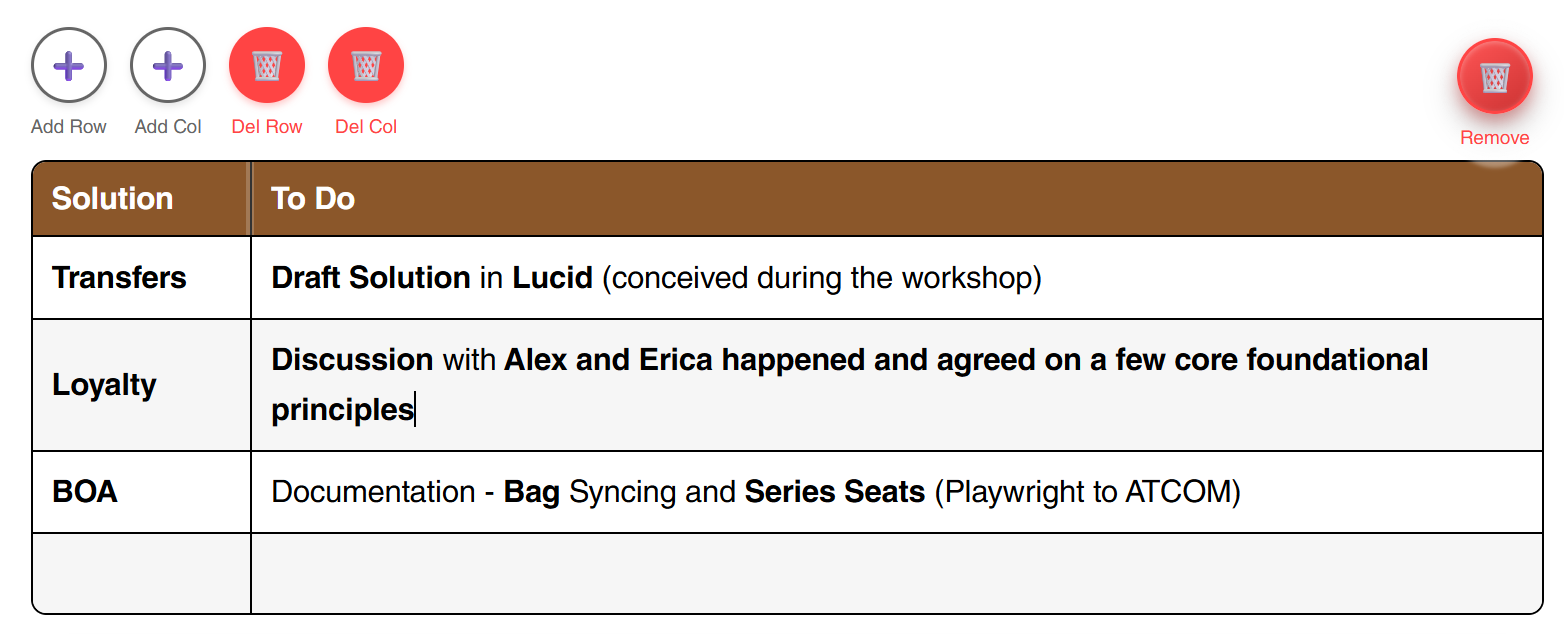 Add Row Add Col Del Row Del Col
Remove
Solution To Do
Transfers Draft Solution in Lucid (conceived during the workshop)
Loyalty Discussion with Alex and Erica happened and agreed on a few core foundational
principles
BOA Documentation - Bag Syncing and Series Seats (Playwright to ATCOM)